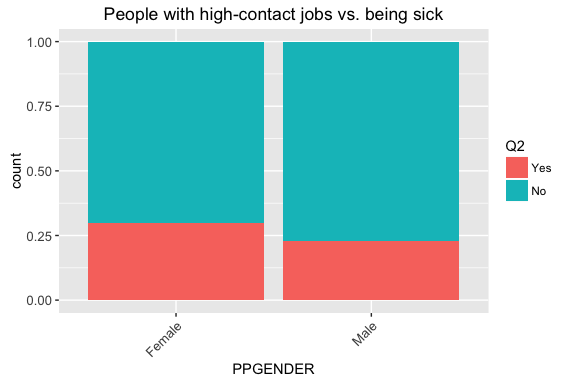 People with high-contact jobs vs. being sick
1.00
0.75
0.50
0.25
0.00
count
Female
Male
PPGENDER
Q2
Yes
No